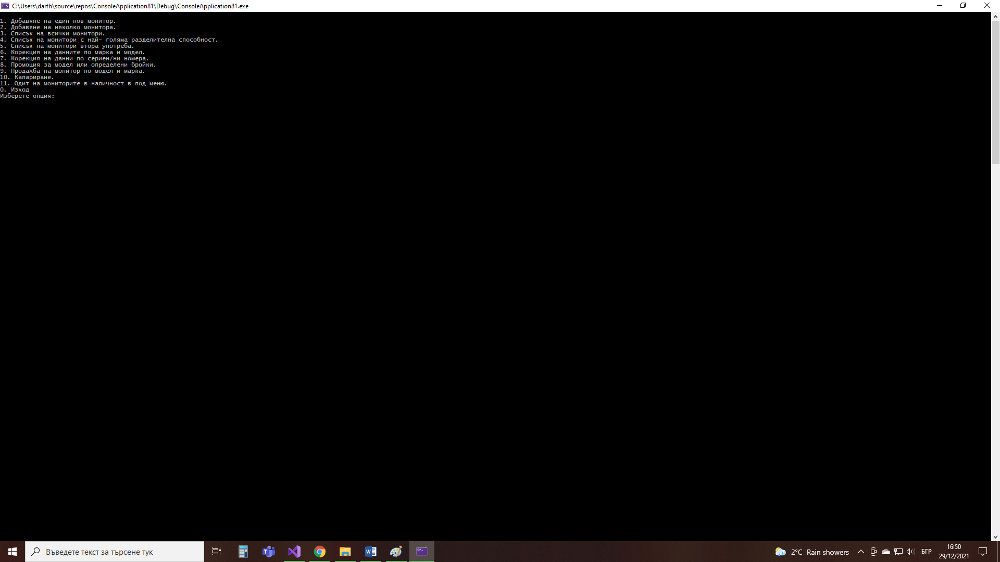 C:\Users\darth\source\repos\ConsoleApplication81\Debug\ConsoleApplication81.exe
1. Добавяне на един нов монитор.
2. Добавяне на няколко монитора.
3. Списък на всички монитори.
4. Списък на монитори с най- голяма разделителна способност.
5. Списък на монитори втора употреба.
6. Корекция на данните по марка и модел.
7. Корекция на данни по сериен/ни номера.
8. Промоция за модел или определени бройки.
9. Продажба на монитор по модел и марка.
10. Капариране.
11. Одит на мониторите в наличност в под меню.
0. Изход
Изберете опция:
Въведете текст за търсене тук
2°C Rain showers
БГР
16:50
29/12/2021